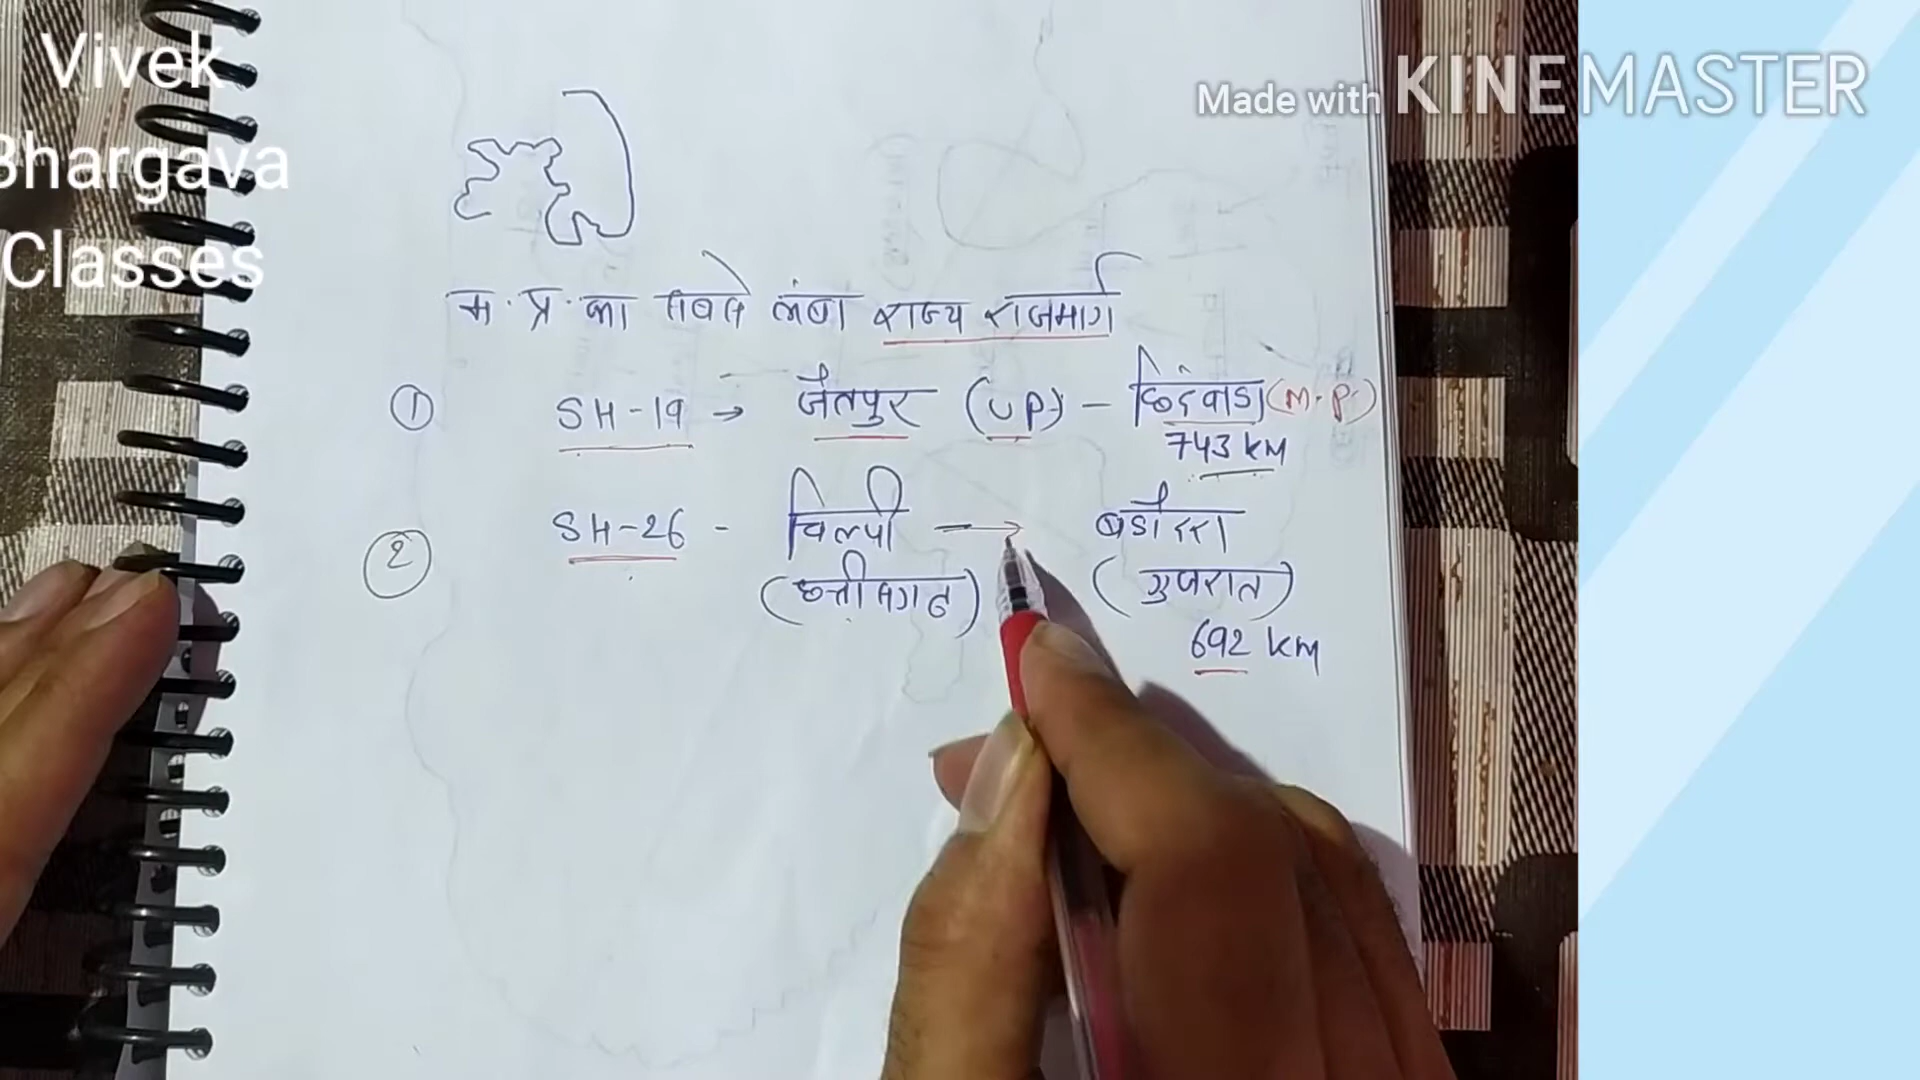 Vivek
Bhargava
Classes
Made with KINEMASTER
म. प्र. का सबसे लंबा राज्य राजमार्ग
① SH-19 → जैतपुर (UP) - छिंदवाडा (M.P.)
743 KM
② SH-26 - चिल्पी → बडौदरा
(छत्तीसगढ) (गुजरात)
692 KM